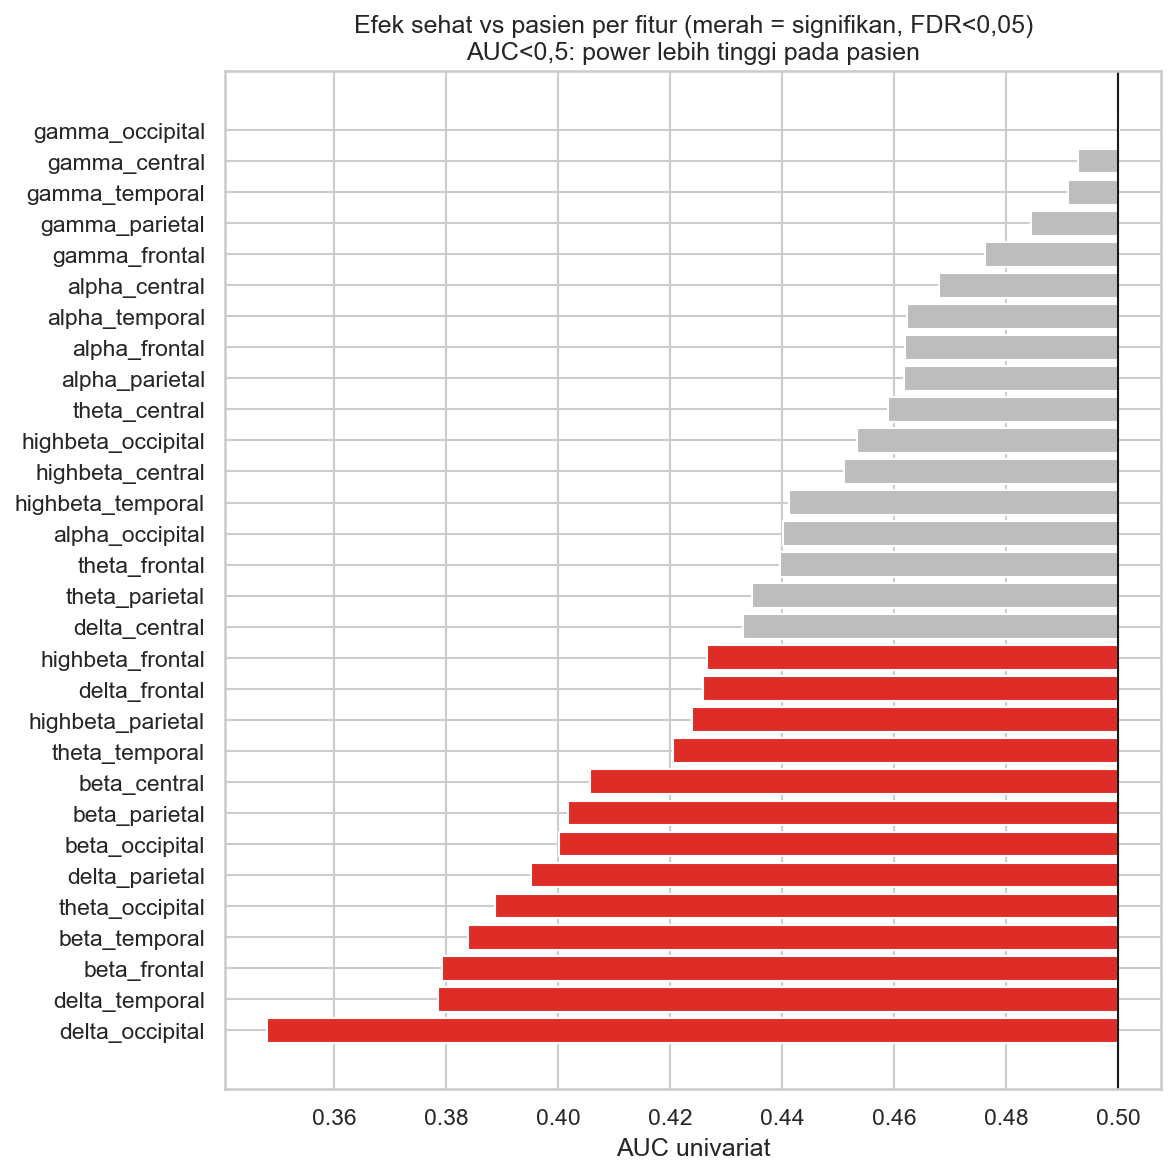 Efek sehat vs pasien per fitur (merah = signifikan, FDR<0,05)
AUC<0,5: power lebih tinggi pada pasien
gamma_occipital
gamma_central
gamma_temporal
gamma_parietal
gamma_frontal
alpha_central
alpha_temporal
alpha_frontal
alpha_parietal
theta_central
highbeta_occipital
highbeta_central
highbeta_temporal
alpha_occipital
theta_frontal
theta_parietal
delta_central
highbeta_frontal
delta_frontal
highbeta_parietal
theta_temporal
beta_central
beta_parietal
beta_occipital
delta_parietal
theta_occipital
beta_temporal
beta_frontal
delta_temporal
delta_occipital
0.36 0.38 0.40 0.42 0.44 0.46 0.48 0.50
AUC univariat